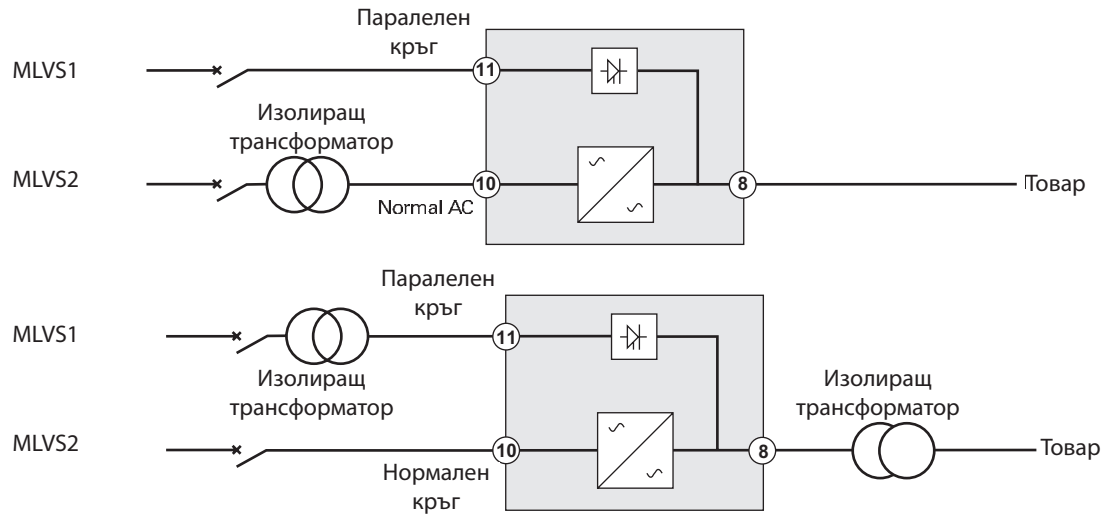 Паралелен
кръг
MLVS1
11
Изолиращ
трансформатор
MLVS2
10
8
Товар
Normal AC
Паралелен
кръг
MLVS1
11
Изолиращ
трансформатор
Изолиращ
трансформатор
MLVS2
10
8
Товар
Нормален
кръг